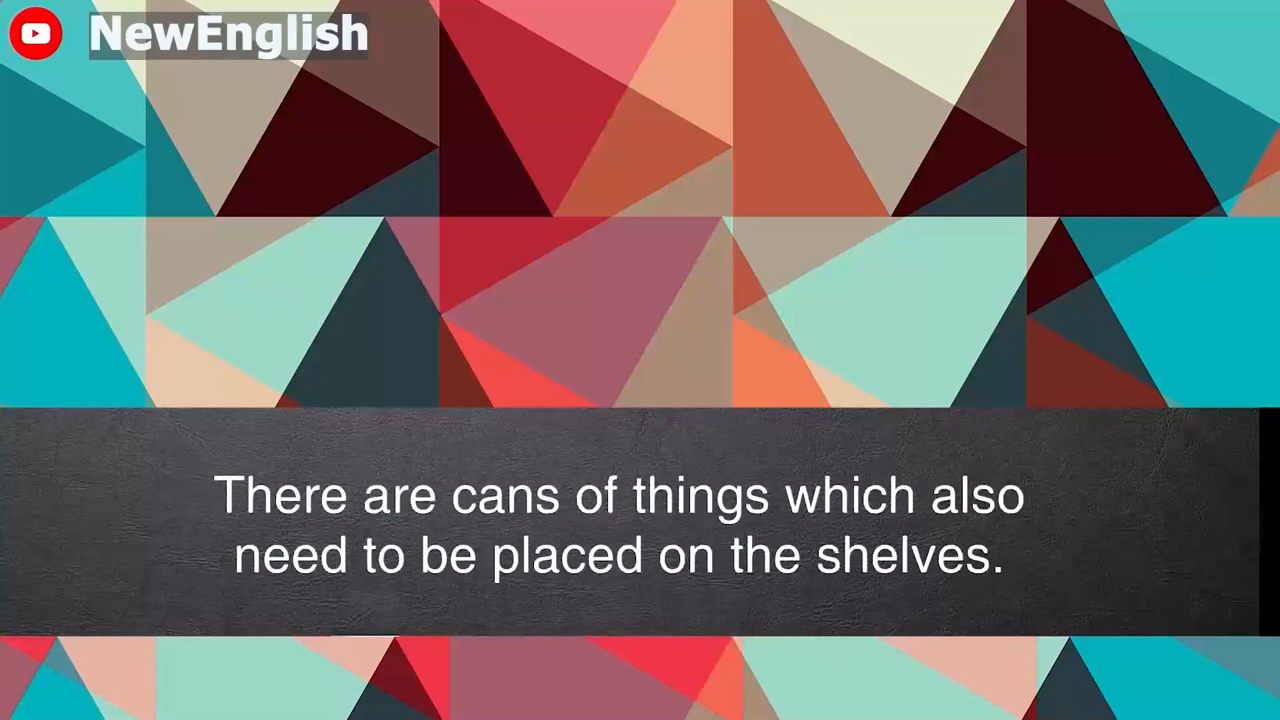 NewEnglish
There are cans of things which also
need to be placed on the shelves.